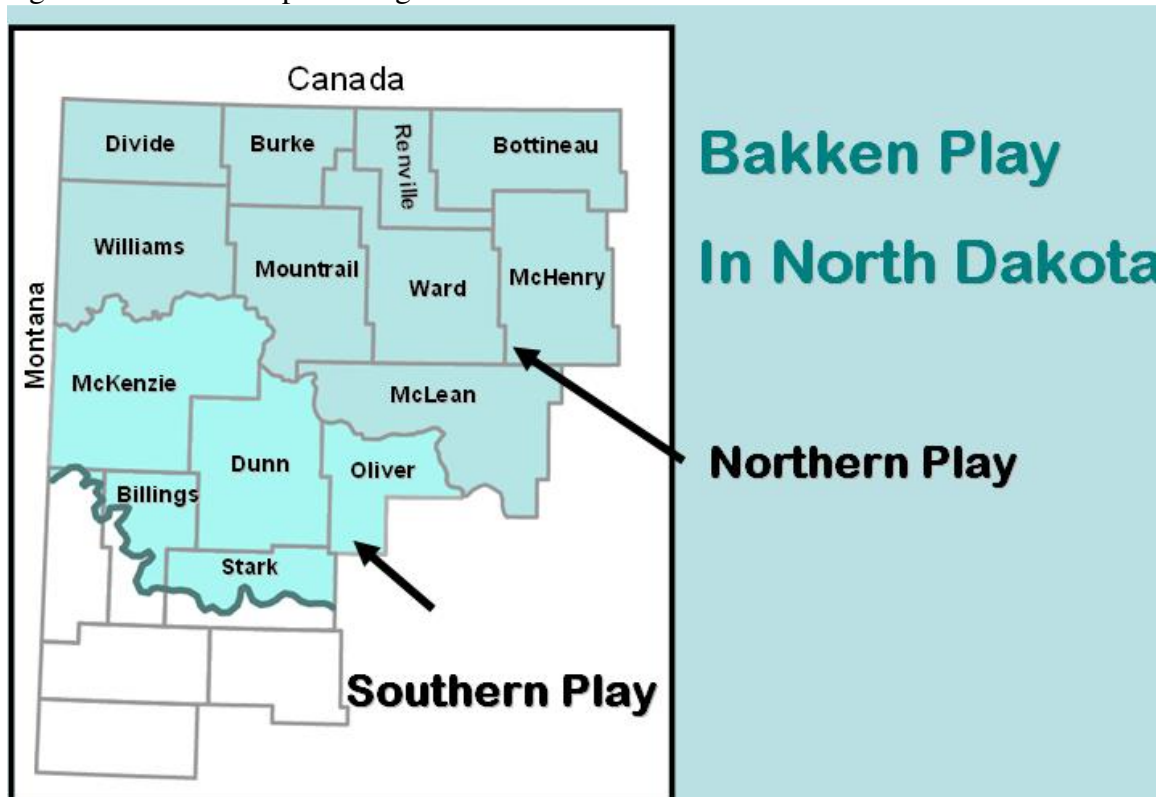 Canada
Divide
Burke
Renville
Bottineau
Bakken Play
In North Dakota
Williams
Mountrail
Ward
McHenry
Montana
McKenzie
McLean
Dunn
Oliver
Northern Play
Billings
Stark
Southern Play